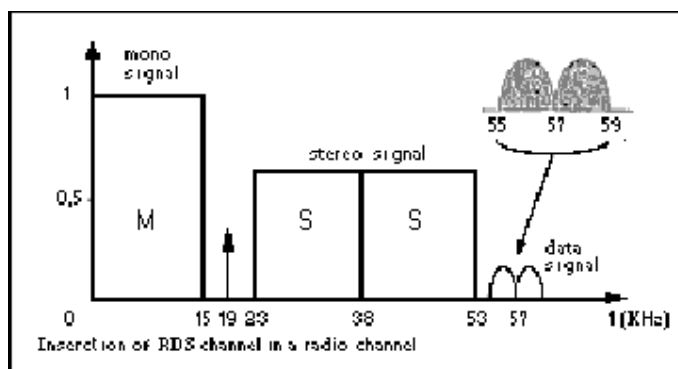 mono
signal
1
55 57 59
stereo signal
0,5
M
S
S
data
signal
0
15 19 23 38 53 57 f(KHz)
Insertion of RDS channel in a radio channel